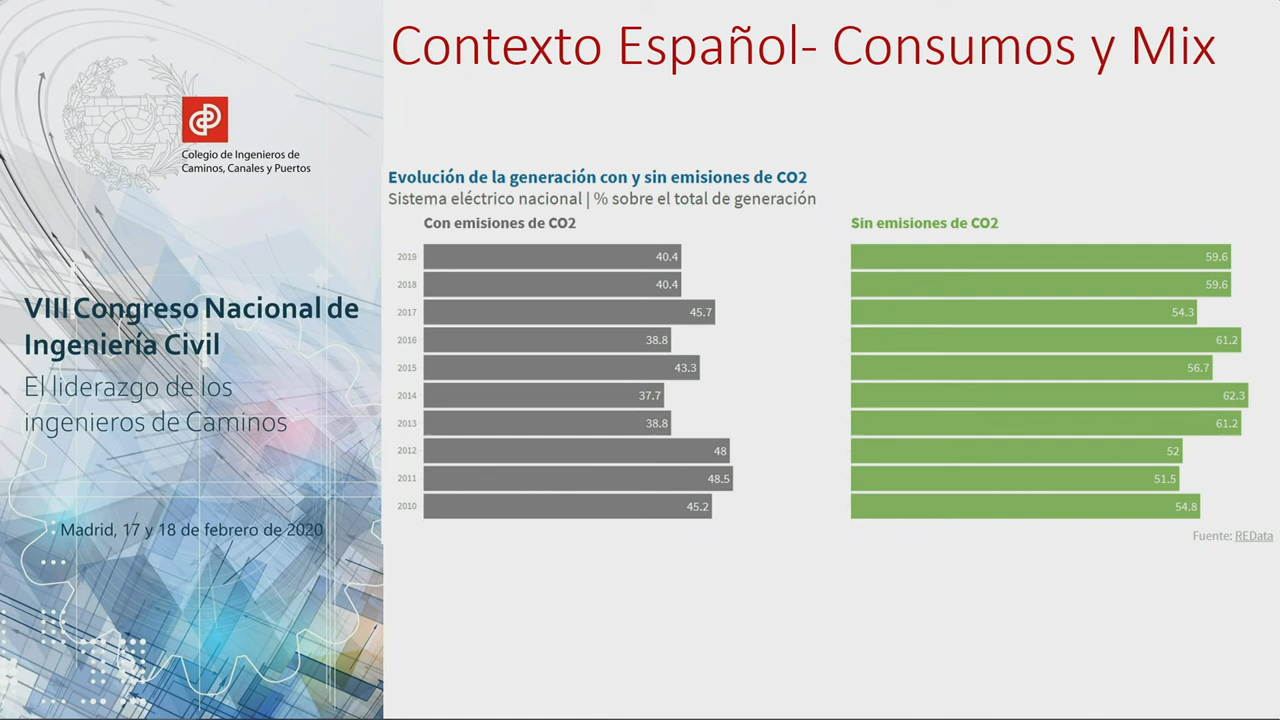 Contexto Español- Consumos y Mix
Colegio de Ingenieros de
Caminos, Canales y Puertos
VIII Congreso Nacional de
Ingeniería Civil
El liderazgo de los
ingenieros de Caminos
Madrid, 17 y 18 de febrero de 2020
Evolución de la generación con y sin emisiones de CO2
Sistema eléctrico nacional | % sobre el total de generación
Con emisiones de CO2 Sin emisiones de CO2
2019 40.4 59.6
2018 40.4 59.6
2017 45.7 54.3
2016 38.8 61.2
2015 43.3 56.7
2014 37.7 62.3
2013 38.8 61.2
2012 48 52
2011 48.5 51.5
2010 45.2 54.8
Fuente: REData